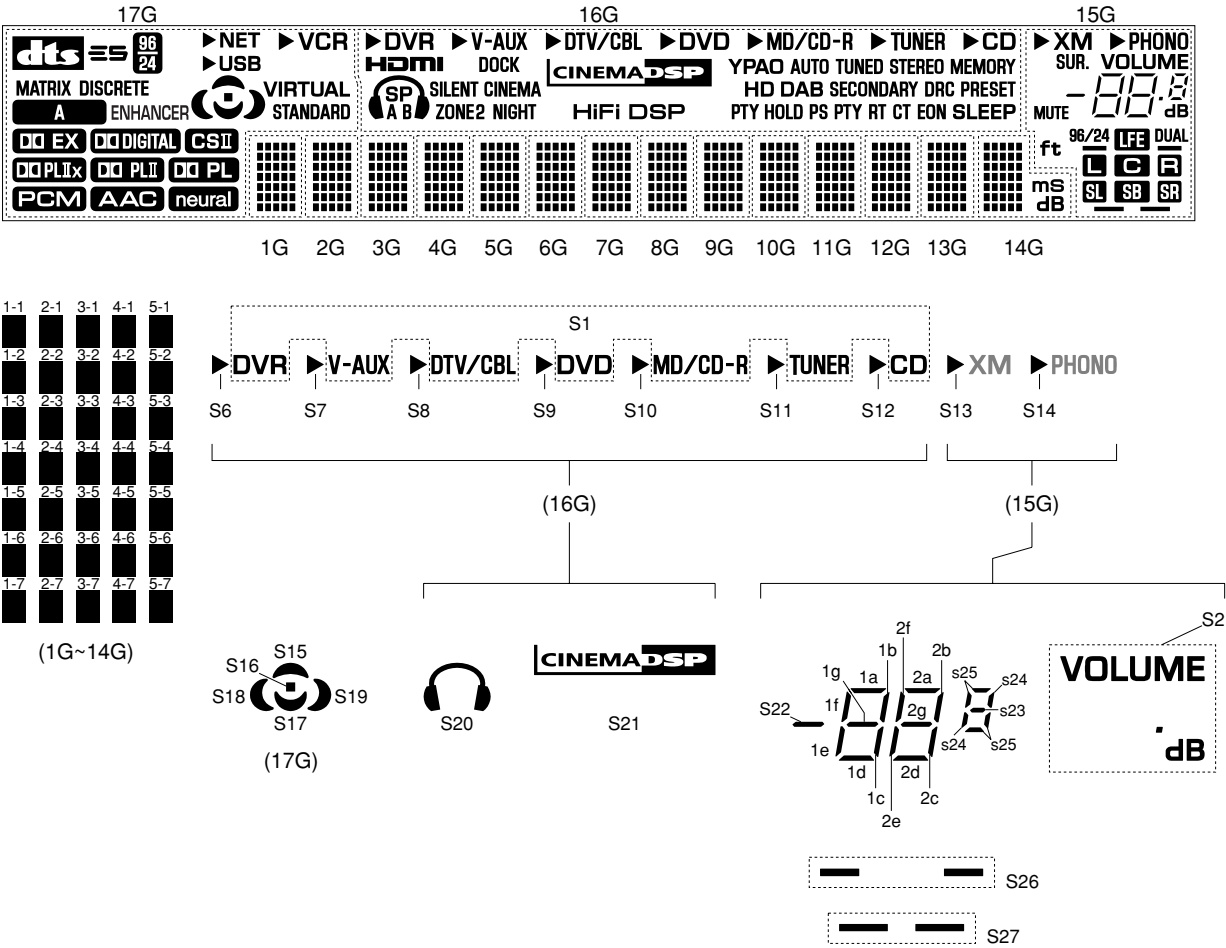 17G 16G 15G
dts ES 96 24 ▶NET ▶VCR ▶DVR ▶V-AUX ▶DTV/CBL ▶DVD ▶MD/CD-R ▶TUNER ▶CD ▶XM ▶PHONO
▶USB HDMI DOCK CINEMA DSP YPAO AUTO TUNED STEREO MEMORY SUR. VOLUME
MATRIX DISCRETE VIRTUAL SP SILENT CINEMA HD DAB SECONDARY DRC PRESET -88.8
A ENHANCER STANDARD A B ZONE2 NIGHT HiFi DSP PTY HOLD PS PTY RT CT EON SLEEP MUTE dB
DD EX DD DIGITAL CSII ft 96/24 LFE DUAL
DD PLIIx DD PLII DD PL L C R
PCM AAC neural mS dB SL SB SR
1G 2G 3G 4G 5G 6G 7G 8G 9G 10G 11G 12G 13G 14G
1-1 2-1 3-1 4-1 5-1
1-2 2-2 3-2 4-2 5-2
1-3 2-3 3-3 4-3 5-3
1-4 2-4 3-4 4-4 5-4
1-5 2-5 3-5 4-5 5-5
1-6 2-6 3-6 4-6 5-6
1-7 2-7 3-7 4-7 5-7
(1G~14G)
S1
▶DVR ▶V-AUX ▶DTV/CBL ▶DVD ▶MD/CD-R ▶TUNER ▶CD ▶XM ▶PHONO
S6 S7 S8 S9 S10 S11 S12 S13 S14
(16G) (15G)
S15
S16
S18 S19
S17
(17G)
S20
CINEMA DSP
S21
2f
1b 2b
1g 1a 2a s25 s24
1f 2g s23
S22
1e s24 s25
1d 2d
1c 2c
2e
S2
VOLUME
. dB
S26
S27